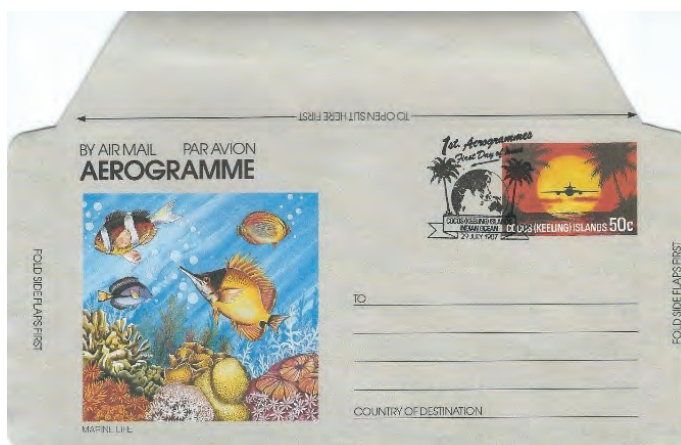 TO OPEN SLIT HERE FIRST
BY AIR MAIL PAR AVION
AEROGRAMME
1st. Aerogrammes
First Day of Issue
COCOS (KEELING) ISLANDS
INDIAN OCEAN
29 JULY 1987
COCOS (KEELING) ISLANDS 50c
FOLD SIDE FLAPS FIRST
FOLD SIDE FLAPS FIRST
TO
COUNTRY OF DESTINATION
MARINE LIFE